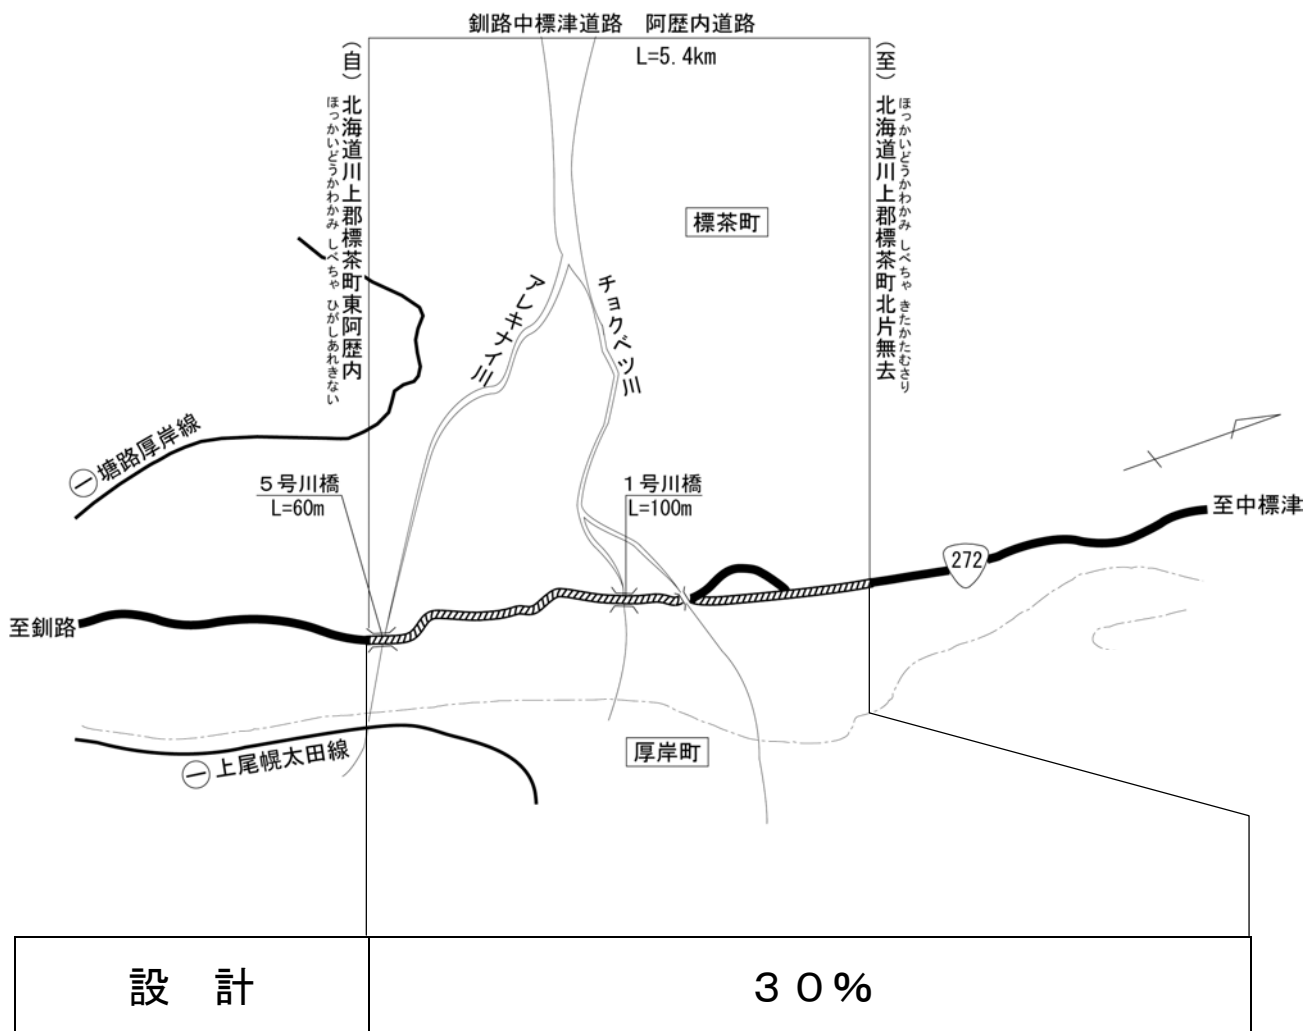 釧路中標津道路　阿歴内道路
L=5.4km
（自）北海道川上郡標茶町東阿歴内
ほっかいどうかわかみ しべちゃ ひがしあれきない
（至）北海道川上郡標茶町北片無去
ほっかいどうかわかみ しべちゃ きたかたむさり
標茶町
アレキナイ川
チョクベツ川
塘路厚岸線
5号川橋
L=60m
1号川橋
L=100m
至中標津
272
至釧路
厚岸町
上尾幌太田線
設　計
30%